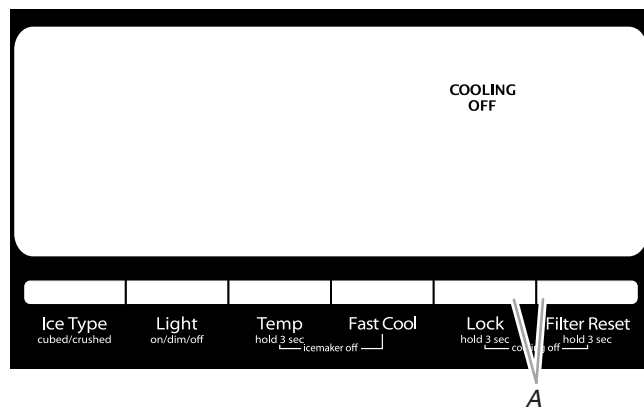 COOLING
OFF
Ice Type Light Temp Fast Cool Lock Filter Reset
cubed/crushed on/dim/off hold 3 sec hold 3 sec hold 3 sec
icemaker off
A